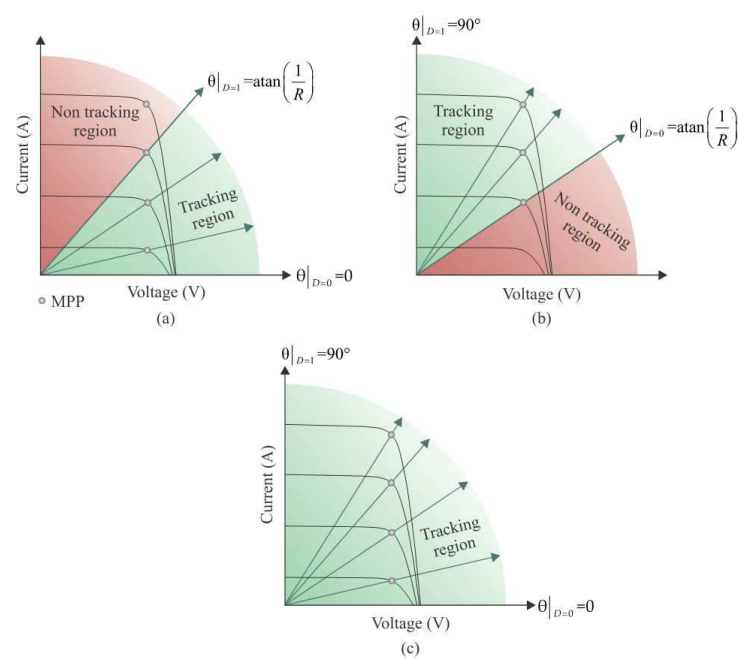 θ|D=1 =atan(1/R)
Non tracking
region
Tracking
region
Current (A)
θ|D=0 =0
Voltage (V)
MPP
(a)
θ|D=1 =90°
Tracking
region
θ|D=0 =atan(1/R)
Non tracking
region
Current (A)
Voltage (V)
(b)
θ|D=1 =90°
Current (A)
Tracking
region
θ|D=0 =0
Voltage (V)
(c)